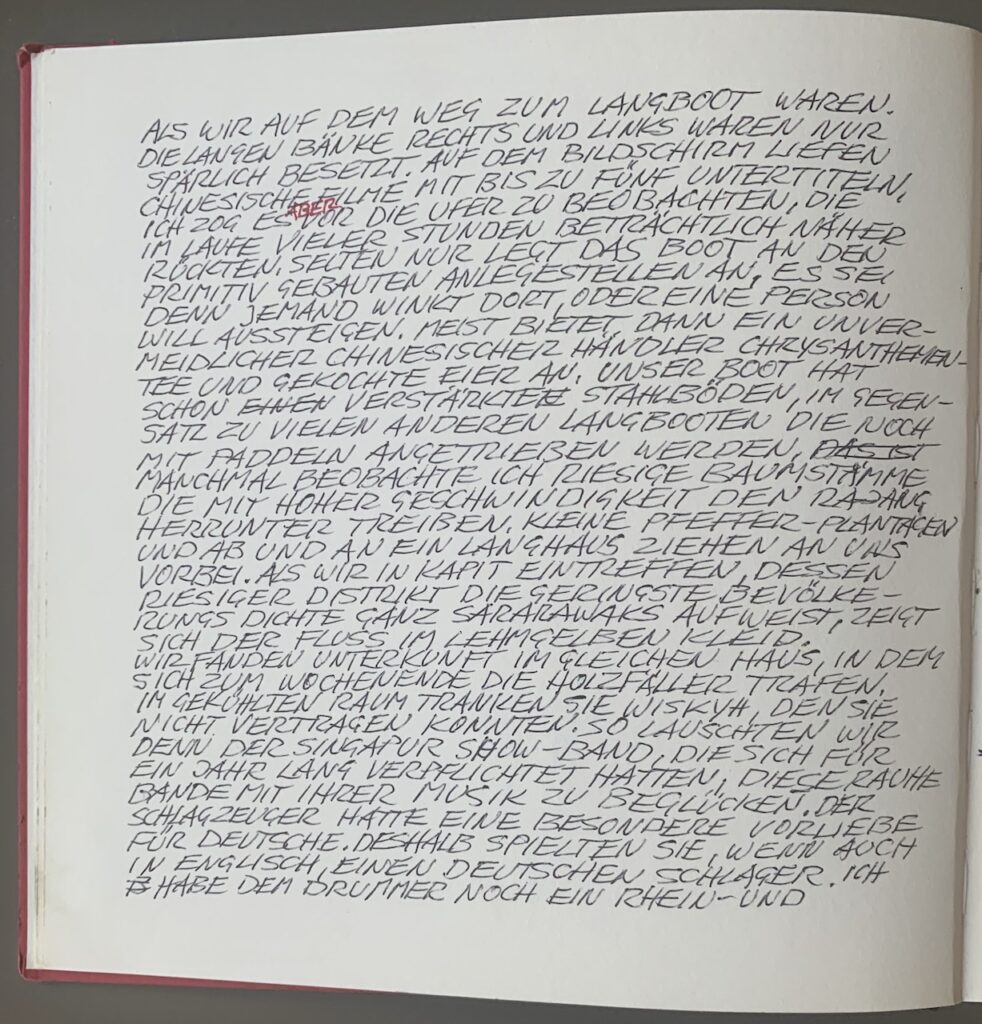 ALS WIR AUF DEM WEG ZUM LANGBOOT WAREN.
DIE LANGEN BÄNKE RECHTS UND LINKS WAREN NUR
SPÄRLICH BESETZT. AUF DEM BILDSCHIRM LIEFEN
CHINESISCHE FILME MIT BIS ZU FÜNF UNTERTITELN,
ABER
ICH ZOG ES VOR DIE UFER ZU BEOBACHTEN, DIE
IM LAUFE VIELER STUNDEN BETRÄCHTLICH NÄHER
RÜCKTEN. SELTEN NUR LEGT DAS BOOT AN DEN
PRIMITIV GEBAUTEN ANLEGESTELLEN AN, ES SEI
DENN JEMAND WINKT DORT, ODER EINE PERSON
WILL AUSSTEIGEN. MEIST BIETET, DANN EIN UNVER-
MEIDLICHER CHINESISCHER HÄNDLER CHRYSANTHEMEN-
TEE UND GEKOCHTE EIER AN. UNSER BOOT HAT
SCHON EINEN VERSTÄRKTE STAHLBÖDEN, IM GEGEN-
SATZ ZU VIELEN ANDEREN LANGBOOTEN DIE NOCH
MIT PADDELN ANGETRIEBEN WERDEN, DAS IST
MANCHMAL BEOBACHTE ICH RIESIGE BAUMSTÄMME
DIE MIT HOHER GESCHWINDIGKEIT DEN RAJANG
HERRUNTER TREIBEN. KLEINE PFEFFER-PLANTAGEN
UND AB UND AN EIN LANGHAUS ZIEHEN AN UNS
VORBEI. ALS WIR IN KAPIT EINTREFFEN, DESSEN
RIESIGER DISTRIKT DIE GERINGSTE BEVÖLKE-
RUNGS DICHTE GANZ SARARAWAKS AUFWEIST, ZEIGT
SICH DER FLUSS IM LEHMGELBEN KLEID.
WIR FANDEN UNTERKUNFT IM GLEICHEN HAUS, IN DEM
SICH ZUM WOCHENENDE DIE HOLZFÄLLER TRAFEN.
IM GEKÜHLTEN RAUM TRANKEN SIE WISKYH, DEN SIE
NICHT VERTRAGEN KONNTEN. SO LAUSCHTEN WIR
DENN DER SINGAPUR SHOW-BAND, DIE SICH FÜR
EIN JAHR LANG VERPFLICHTET HATTEN, DIESE RAUHE
BANDE MIT IHRER MUSIK ZU BEGLÜCKEN. DER
SCHLAGZEUGER HATTE EINE BESONDERE VORLIEBE
FÜR DEUTSCHE. DESHALB SPIELTEN SIE, WENN AUCH
IN ENGLISCH, EINEN DEUTSCHEN SCHLAGER. ICH
HABE DEM DRUMMER NOCH EIN RHEIN- UND